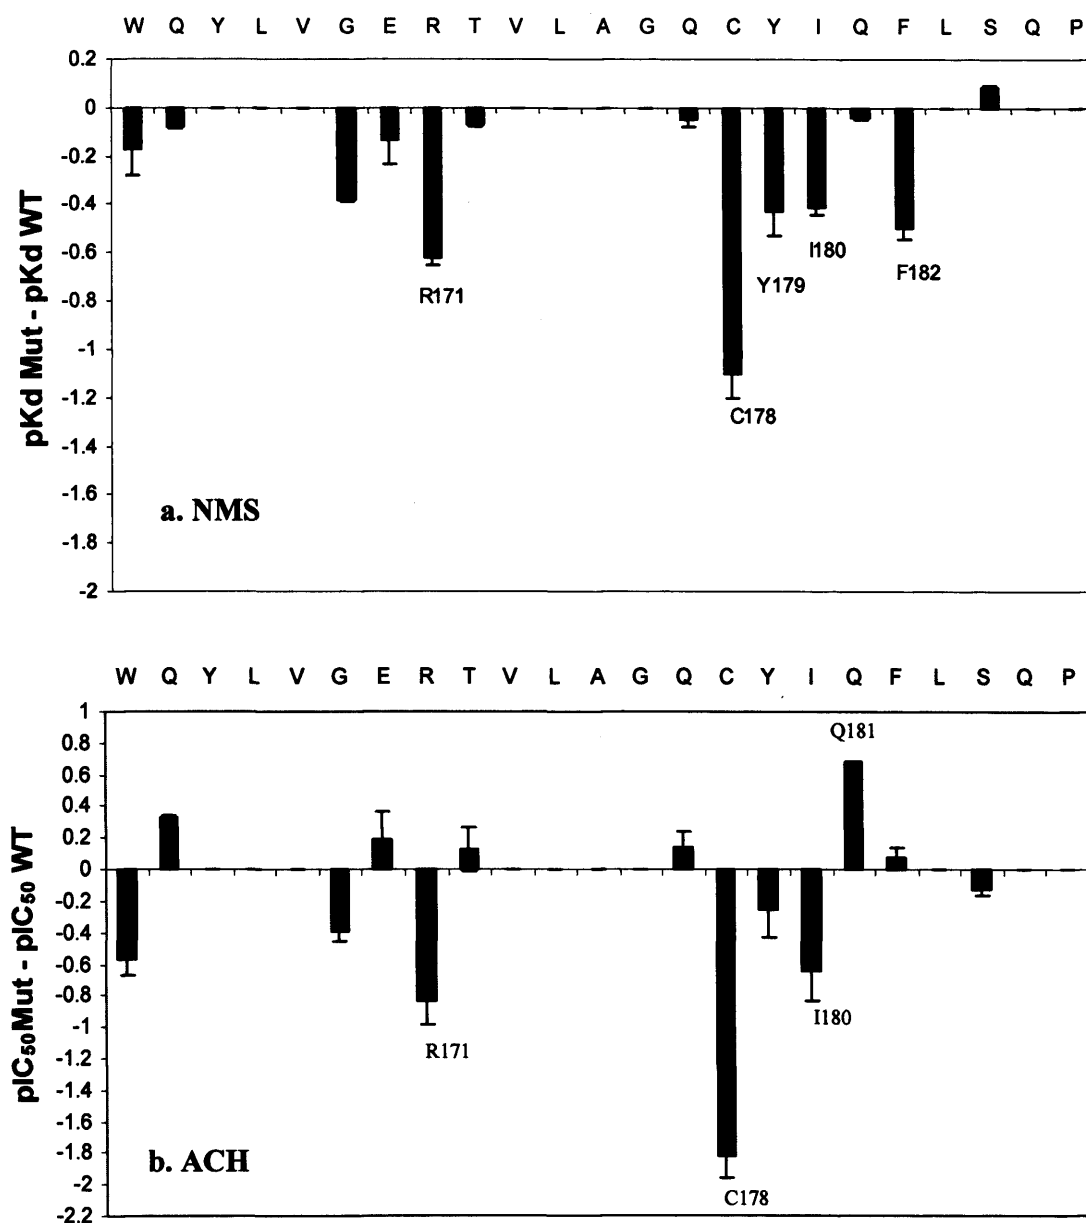 W Q Y L V G E R T V L A G Q C Y I Q F L S Q P
0.2
0
-0.2
-0.4
-0.6
-0.8
-1
-1.2
-1.4
-1.6
-1.8
-2
pKd Mut - pKd WT
R171
C178
Y179
I180
F182
a. NMS
W Q Y L V G E R T V L A G Q C Y I Q F L S Q P
1
0.8
0.6
0.4
0.2
0
-0.2
-0.4
-0.6
-0.8
-1
-1.2
-1.4
-1.6
-1.8
-2
-2.2
pIC50Mut - pIC50 WT
Q181
R171
I180
C178
b. ACH